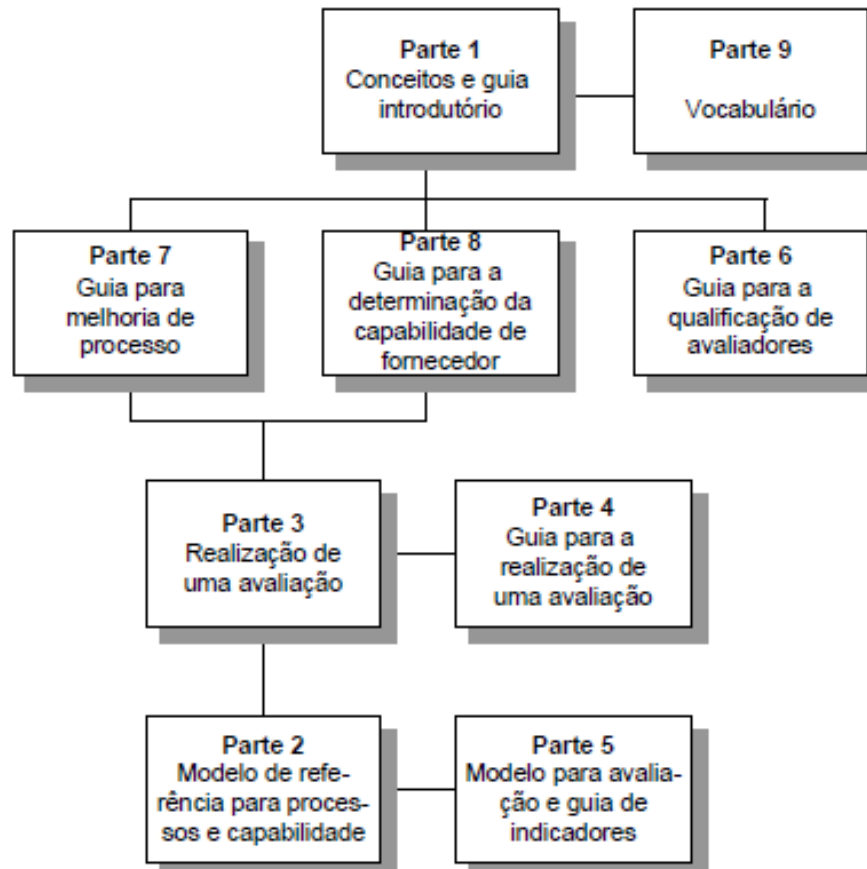 Parte 1
Conceitos e guia
introdutório
Parte 9
Vocabulário
Parte 7
Guia para
melhoria de
processo
Parte 8
Guia para a
determinação da
capabilidade de
fornecedor
Parte 6
Guia para a
qualificação de
avaliadores
Parte 3
Realização de
uma avaliação
Parte 4
Guia para a
realização de
uma avaliação
Parte 2
Modelo de refe-
rência para proces-
sos e capabilidade
Parte 5
Modelo para avalia-
ção e guia de
indicadores